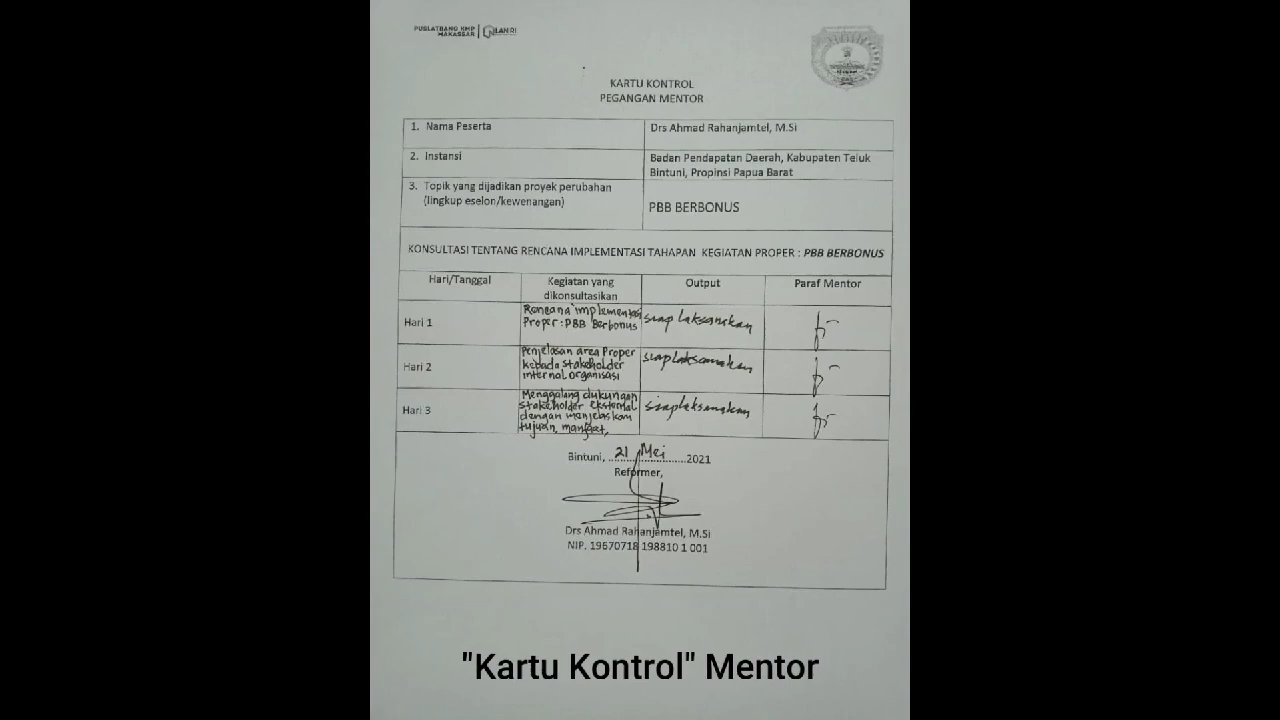 PUSLATBANG KMP
MAKASSAR
LAN RI
KARTU KONTROL
PEGANGAN MENTOR
1. Nama Peserta
Drs Ahmad Rahanjamtel, M.Si
2. Instansi
Badan Pendapatan Daerah, Kabupaten Teluk
Bintuni, Propinsi Papua Barat
3. Topik yang dijadikan proyek perubahan
(lingkup eselon/kewenangan)
PBB BERBONUS
KONSULTASI TENTANG RENCANA IMPLEMENTASI TAHAPAN KEGIATAN PROPER : PBB BERBONUS
Hari/Tanggal
Kegiatan yang
dikonsultasikan
Output
Paraf Mentor
Hari 1
Rencana implementasi
Proper : PBB Berbonus
siap laksanakan
Hari 2
Penjelasan area Proper
kepada stakeholder
internal organisasi
siap laksanakan
Hari 3
Menggalang dukungan
stakeholder eksternal
dengan menjelaskan
tujuan, manfaat,
siap laksanakan
Bintuni, 21 Mei 2021
Reformer,
Drs Ahmad Rahanjamtel, M.Si
NIP. 19670718 198810 1 001
"Kartu Kontrol" Mentor